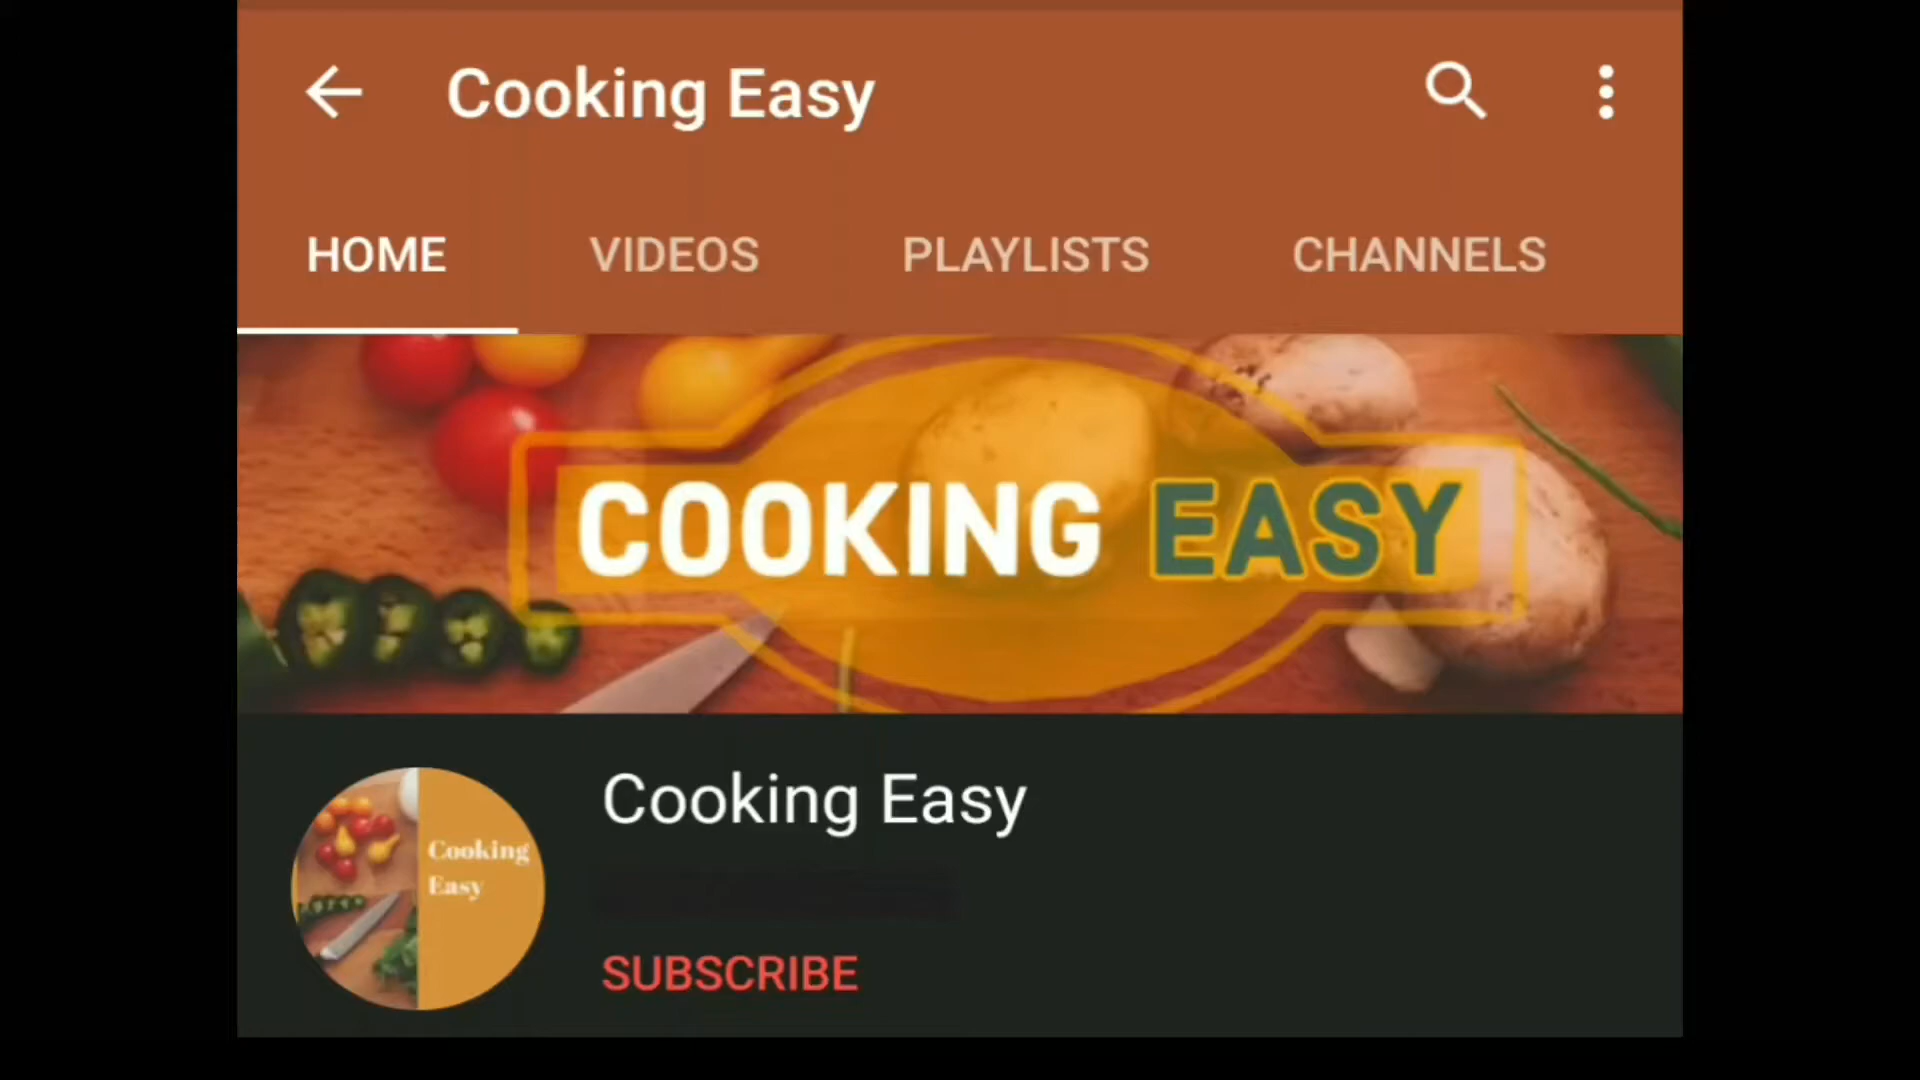 Cooking Easy
HOME VIDEOS PLAYLISTS CHANNELS
COOKING EASY
Cooking Easy
Cooking
Easy
SUBSCRIBE